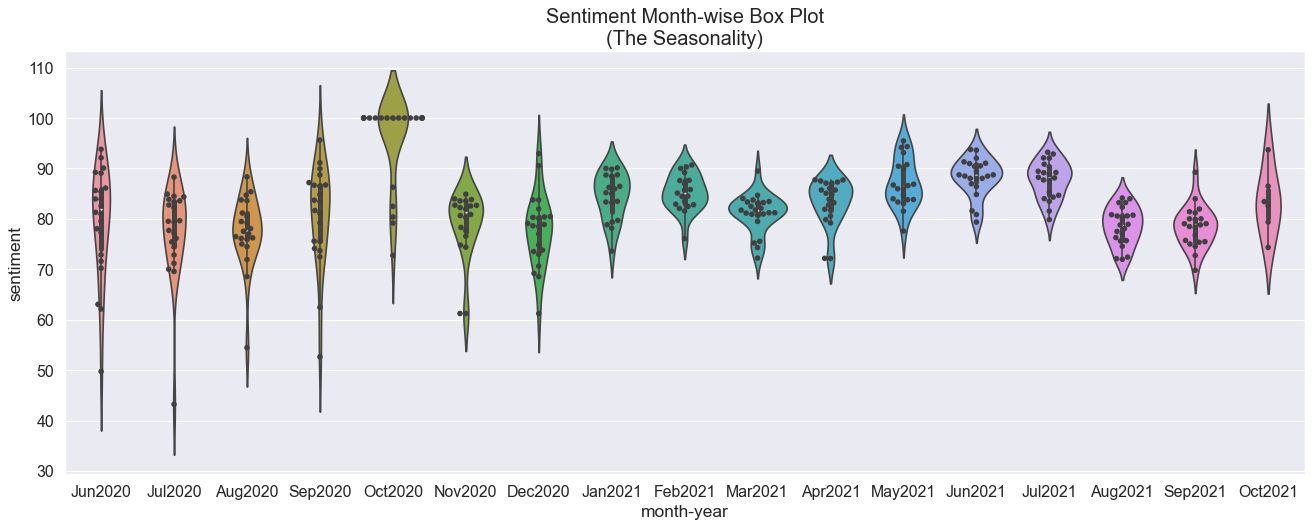 Sentiment Month-wise Box Plot
(The Seasonality)
110
100
90
80
70
60
50
40
30
sentiment
Jun2020 Jul2020 Aug2020 Sep2020 Oct2020 Nov2020 Dec2020 Jan2021 Feb2021 Mar2021 Apr2021 May2021 Jun2021 Jul2021 Aug2021 Sep2021 Oct2021
month-year